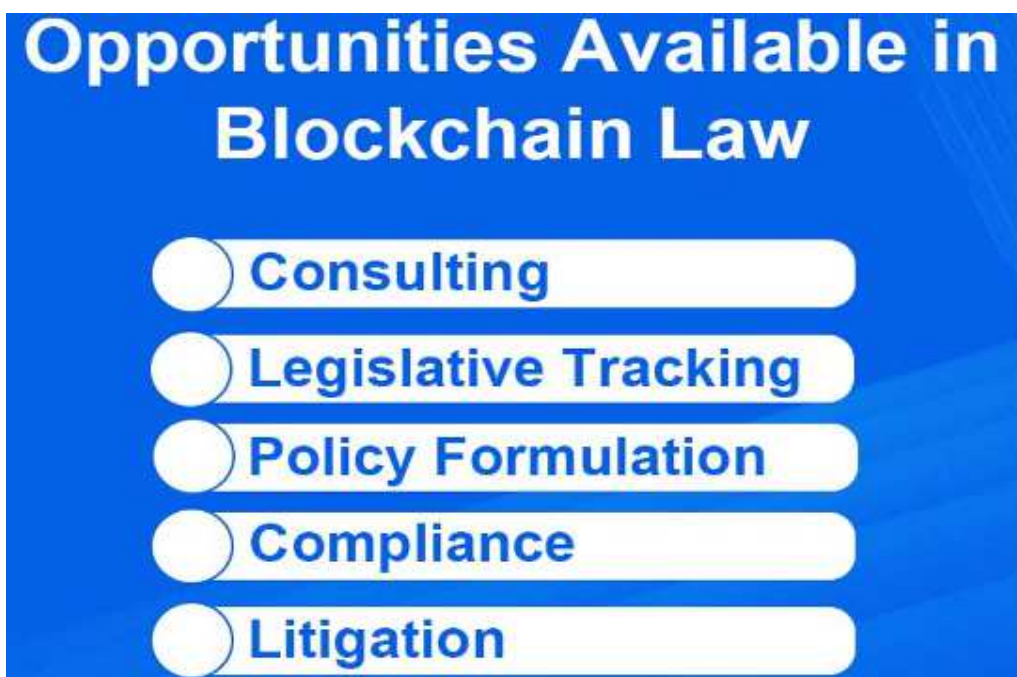 Opportunities Available in
Blockchain Law
Consulting
Legislative Tracking
Policy Formulation
Compliance
Litigation